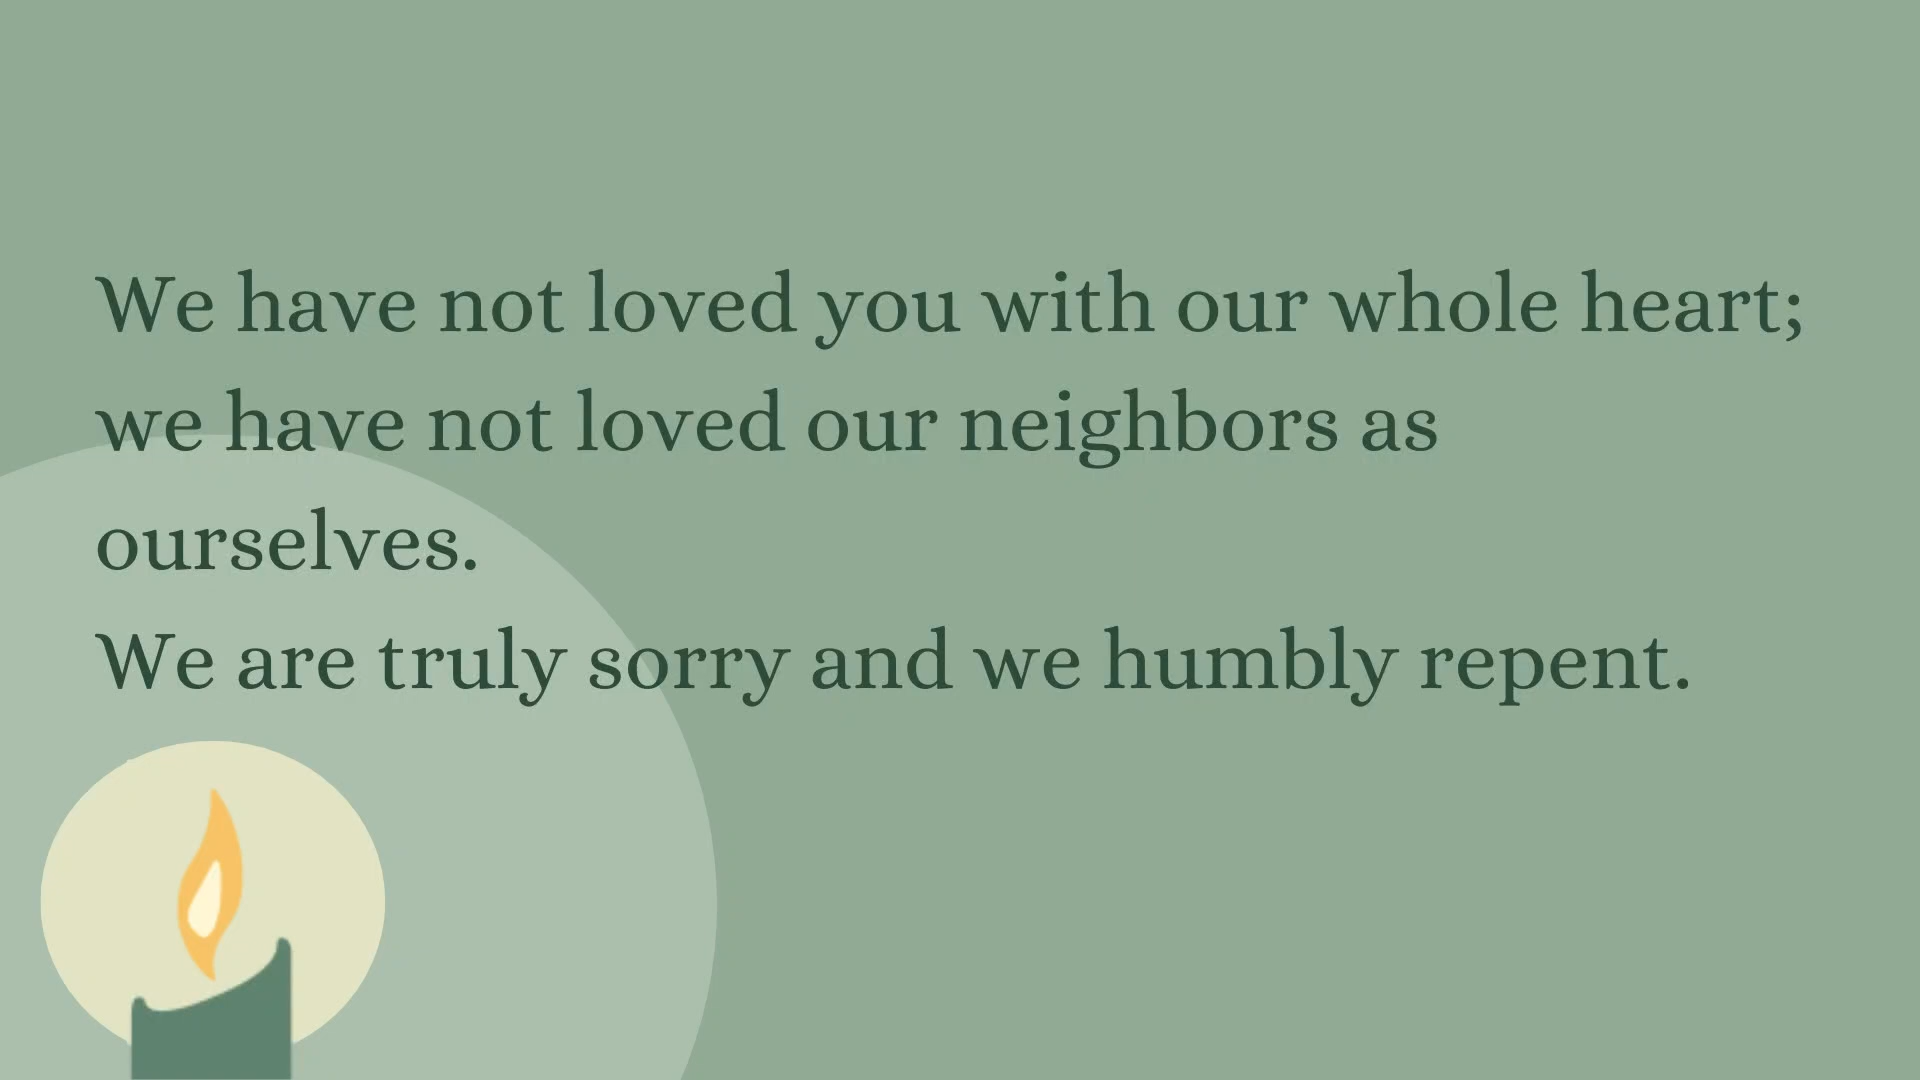 We have not loved you with our whole heart;
we have not loved our neighbors as
ourselves.
We are truly sorry and we humbly repent.